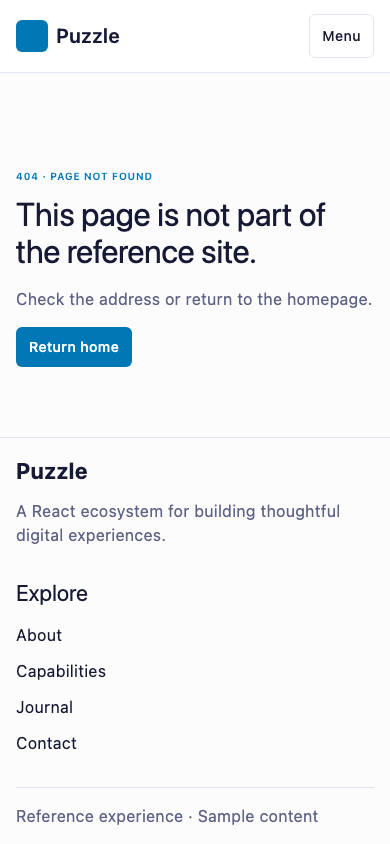 Puzzle
Menu
404 · PAGE NOT FOUND
This page is not part of
the reference site.
Check the address or return to the homepage.
Return home
Puzzle
A React ecosystem for building thoughtful
digital experiences.
Explore
About
Capabilities
Journal
Contact
Reference experience · Sample content